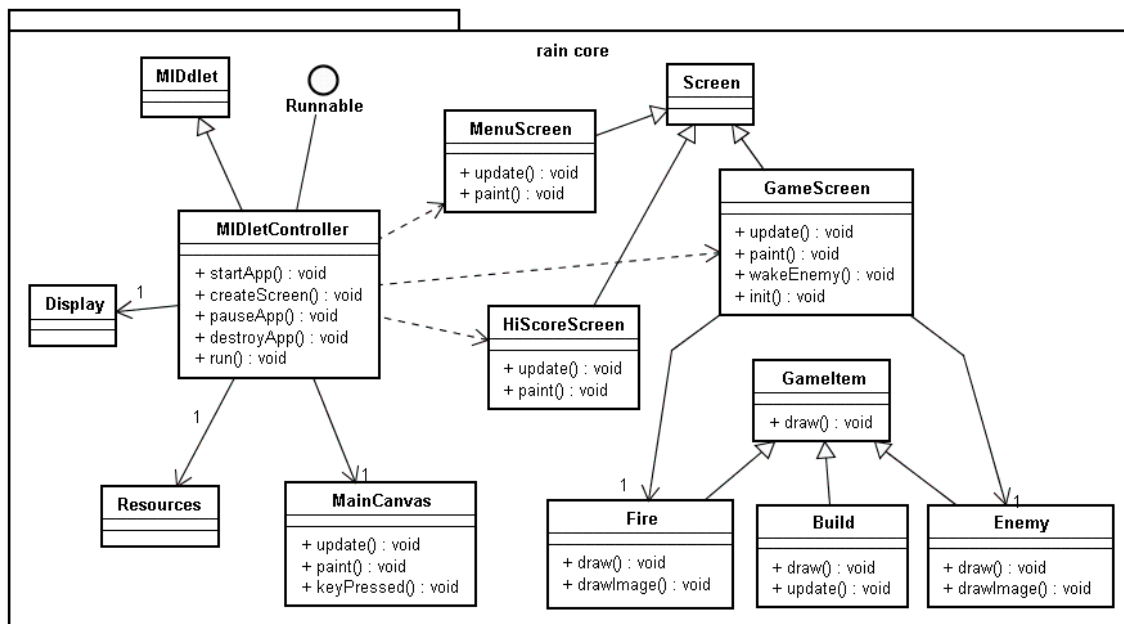 rain core
MIDdlet
Runnable
Screen
MenuScreen
+ update() : void
+ paint() : void
GameScreen
+ update() : void
+ paint() : void
+ wakeEnemy() : void
+ init() : void
MIDletController
+ startApp() : void
+ createScreen() : void
+ pauseApp() : void
+ destroyApp() : void
+ run() : void
Display
1
HiScoreScreen
+ update() : void
+ paint() : void
GameItem
+ draw() : void
1
Resources
1
MainCanvas
+ update() : void
+ paint() : void
+ keyPressed() : void
1
Fire
+ draw() : void
+ drawImage() : void
Build
+ draw() : void
+ update() : void
1
Enemy
+ draw() : void
+ drawImage() : void